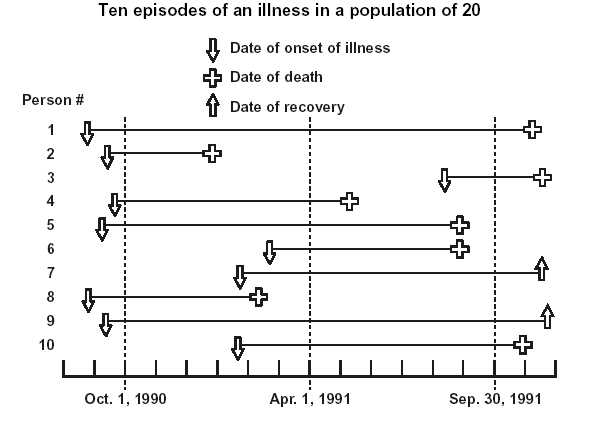 Ten episodes of an illness in a population of 20
Date of onset of illness
Date of death
Date of recovery
Person #
1
2
3
4
5
6
7
8
9
10
Oct. 1, 1990 Apr. 1, 1991 Sep. 30, 1991